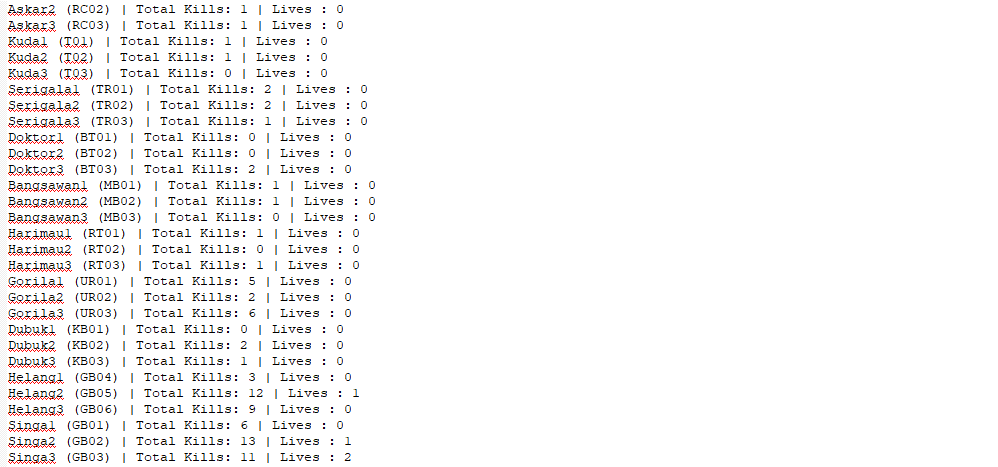 Askar2 (RC02) | Total Kills: 1 | Lives : 0
Askar3 (RC03) | Total Kills: 1 | Lives : 0
Kuda1 (T01) | Total Kills: 1 | Lives : 0
Kuda2 (T02) | Total Kills: 1 | Lives : 0
Kuda3 (T03) | Total Kills: 0 | Lives : 0
Serigala1 (TR01) | Total Kills: 2 | Lives : 0
Serigala2 (TR02) | Total Kills: 2 | Lives : 0
Serigala3 (TR03) | Total Kills: 1 | Lives : 0
Doktor1 (BT01) | Total Kills: 0 | Lives : 0
Doktor2 (BT02) | Total Kills: 0 | Lives : 0
Doktor3 (BT03) | Total Kills: 2 | Lives : 0
Bangsawan1 (MB01) | Total Kills: 1 | Lives : 0
Bangsawan2 (MB02) | Total Kills: 1 | Lives : 0
Bangsawan3 (MB03) | Total Kills: 0 | Lives : 0
Harimau1 (RT01) | Total Kills: 1 | Lives : 0
Harimau2 (RT02) | Total Kills: 0 | Lives : 0
Harimau3 (RT03) | Total Kills: 1 | Lives : 0
Gorila1 (UR01) | Total Kills: 5 | Lives : 0
Gorila2 (UR02) | Total Kills: 2 | Lives : 0
Gorila3 (UR03) | Total Kills: 6 | Lives : 0
Dubuk1 (KB01) | Total Kills: 0 | Lives : 0
Dubuk2 (KB02) | Total Kills: 2 | Lives : 0
Dubuk3 (KB03) | Total Kills: 1 | Lives : 0
Helang1 (GB04) | Total Kills: 3 | Lives : 0
Helang2 (GB05) | Total Kills: 12 | Lives : 1
Helang3 (GB06) | Total Kills: 9 | Lives : 0
Singa1 (GB01) | Total Kills: 6 | Lives : 0
Singa2 (GB02) | Total Kills: 13 | Lives : 1
Singa3 (GB03) | Total Kills: 11 | Lives : 2